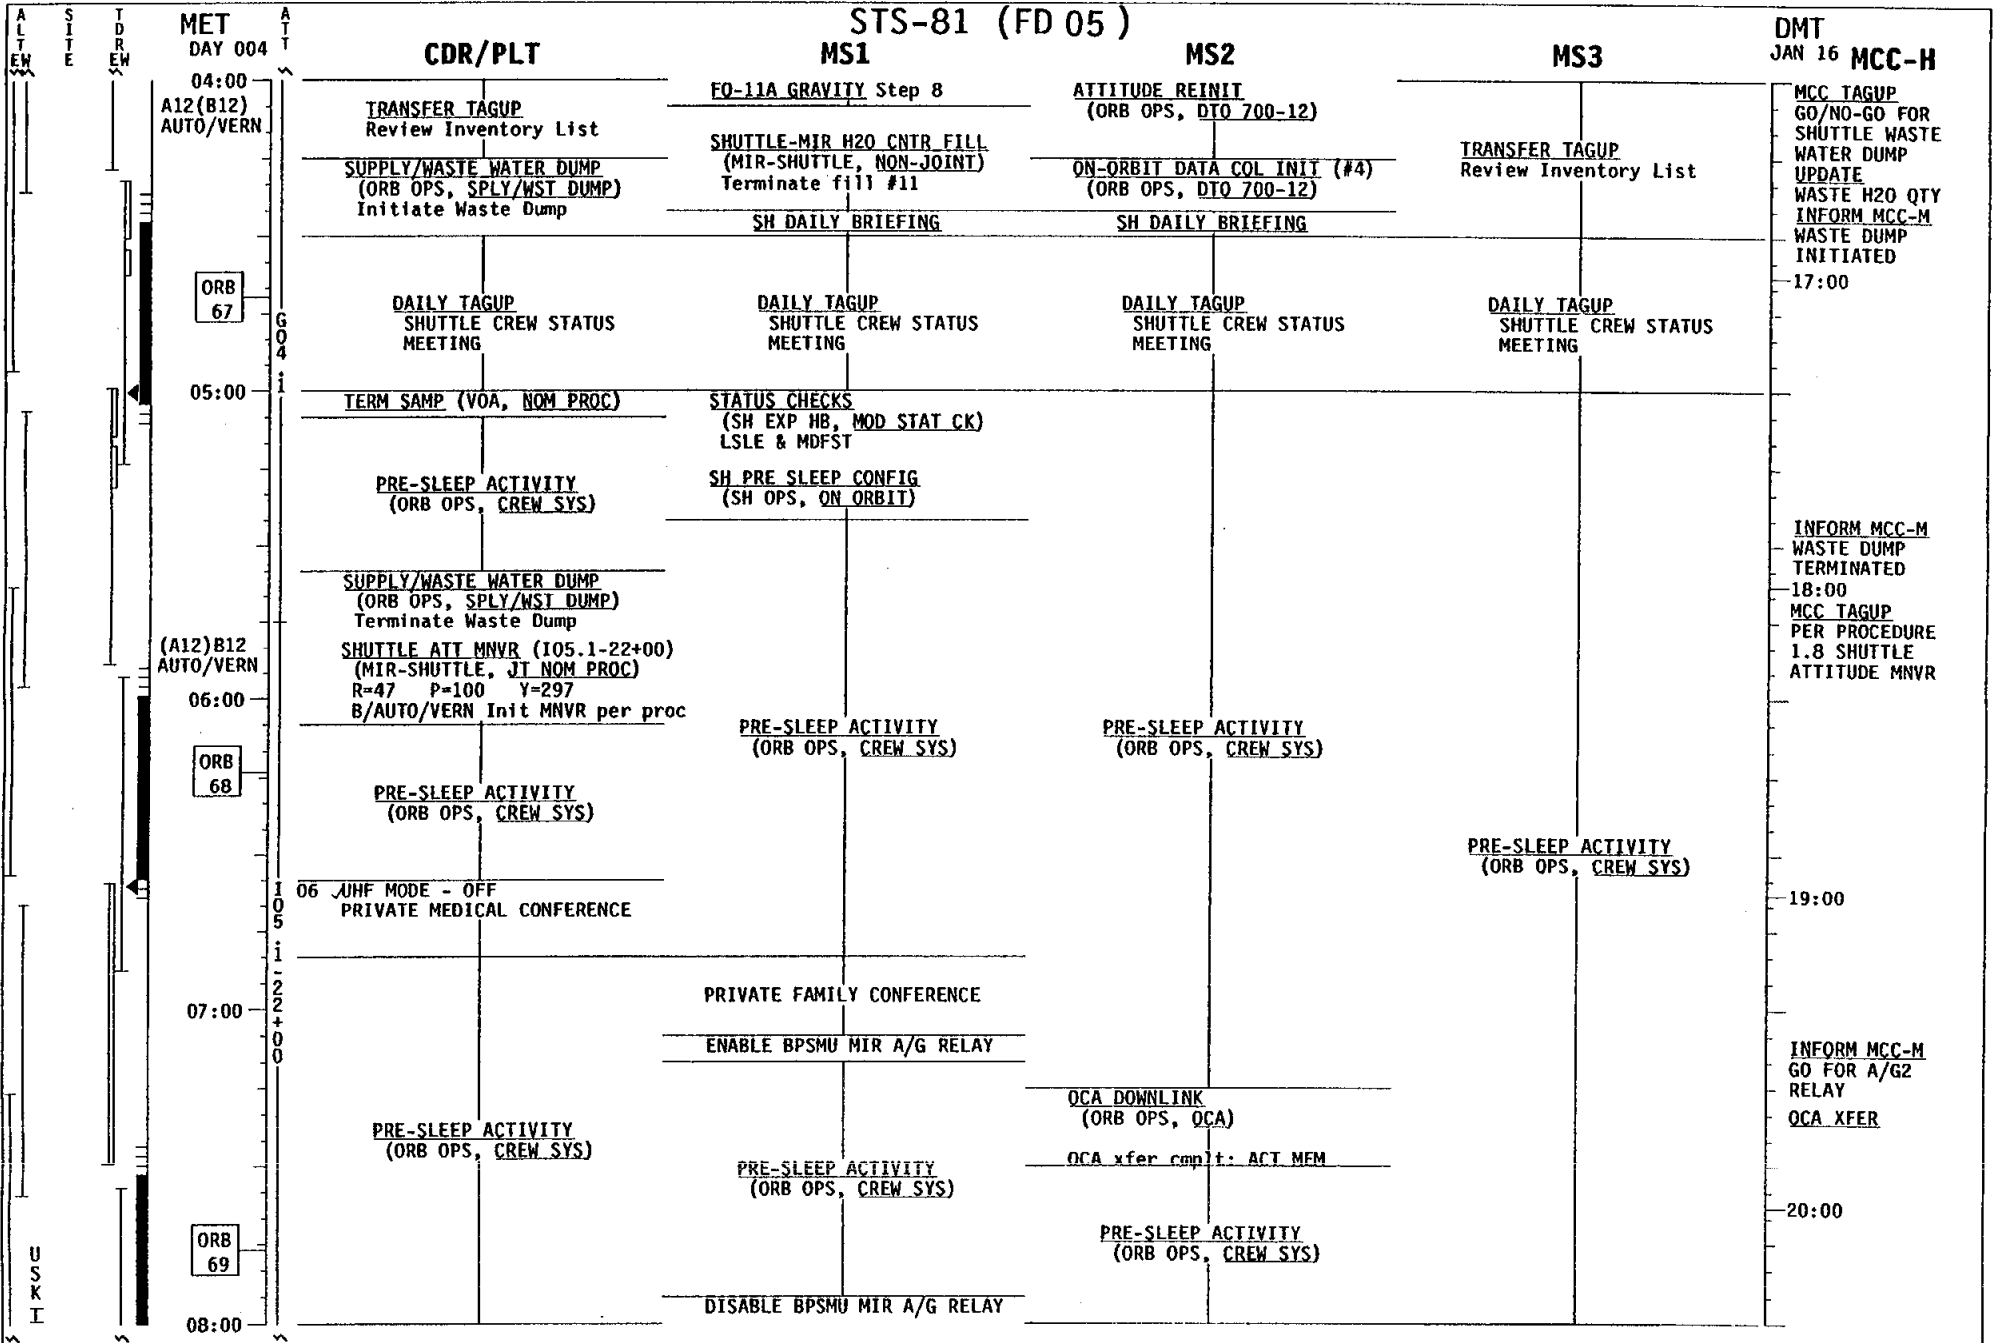 STS-81 (FD 05)
ALT EW
SITE
TDR EW
MET
DAY 004
ATT
CDR/PLT
MS1
MS2
MS3
DMT
JAN 16
MCC-H
04:00
A12(B12)
AUTO/VERN
ORB
67
05:00
(A12)B12
AUTO/VERN
06:00
ORB
68
07:00
ORB
69
08:00
USK I
G04.1
I05.1-22+00
TRANSFER TAGUP
Review Inventory List
SUPPLY/WASTE WATER DUMP
(ORB OPS, SPLY/WST DUMP)
Initiate Waste Dump
DAILY TAGUP
SHUTTLE CREW STATUS
MEETING
TERM SAMP (VOA, NOM PROC)
PRE-SLEEP ACTIVITY
(ORB OPS, CREW SYS)
SUPPLY/WASTE WATER DUMP
(ORB OPS, SPLY/WST DUMP)
Terminate Waste Dump
SHUTTLE ATT MNVR (I05.1-22+00)
(MIR-SHUTTLE, JT NOM PROC)
R=47 P=100 Y=297
B/AUTO/VERN Init MNVR per proc
PRE-SLEEP ACTIVITY
(ORB OPS, CREW SYS)
06 ✓UHF MODE - OFF
PRIVATE MEDICAL CONFERENCE
PRE-SLEEP ACTIVITY
(ORB OPS, CREW SYS)
FO-11A GRAVITY Step 8
SHUTTLE-MIR H2O CNTR FILL
(MIR-SHUTTLE, NON-JOINT)
Terminate fill #11
SH DAILY BRIEFING
DAILY TAGUP
SHUTTLE CREW STATUS
MEETING
STATUS CHECKS
(SH EXP HB, MOD STAT CK)
LSLE & MDFST
SH PRE SLEEP CONFIG
(SH OPS, ON ORBIT)
PRE-SLEEP ACTIVITY
(ORB OPS, CREW SYS)
PRIVATE FAMILY CONFERENCE
ENABLE BPSMU MIR A/G RELAY
PRE-SLEEP ACTIVITY
(ORB OPS, CREW SYS)
DISABLE BPSMU MIR A/G RELAY
ATTITUDE REINIT
(ORB OPS, DTO 700-12)
ON-ORBIT DATA COL INIT (#4)
(ORB OPS, DTO 700-12)
SH DAILY BRIEFING
DAILY TAGUP
SHUTTLE CREW STATUS
MEETING
PRE-SLEEP ACTIVITY
(ORB OPS, CREW SYS)
OCA DOWNLINK
(ORB OPS, OCA)
OCA xfer cmplt: ACT MEM
PRE-SLEEP ACTIVITY
(ORB OPS, CREW SYS)
TRANSFER TAGUP
Review Inventory List
DAILY TAGUP
SHUTTLE CREW STATUS
MEETING
PRE-SLEEP ACTIVITY
(ORB OPS, CREW SYS)
MCC TAGUP
GO/NO-GO FOR
SHUTTLE WASTE
WATER DUMP
UPDATE
WASTE H2O QTY
INFORM MCC-M
WASTE DUMP
INITIATED
17:00
INFORM MCC-M
WASTE DUMP
TERMINATED
18:00
MCC TAGUP
PER PROCEDURE
1.8 SHUTTLE
ATTITUDE MNVR
19:00
INFORM MCC-M
GO FOR A/G2
RELAY
OCA XFER
20:00